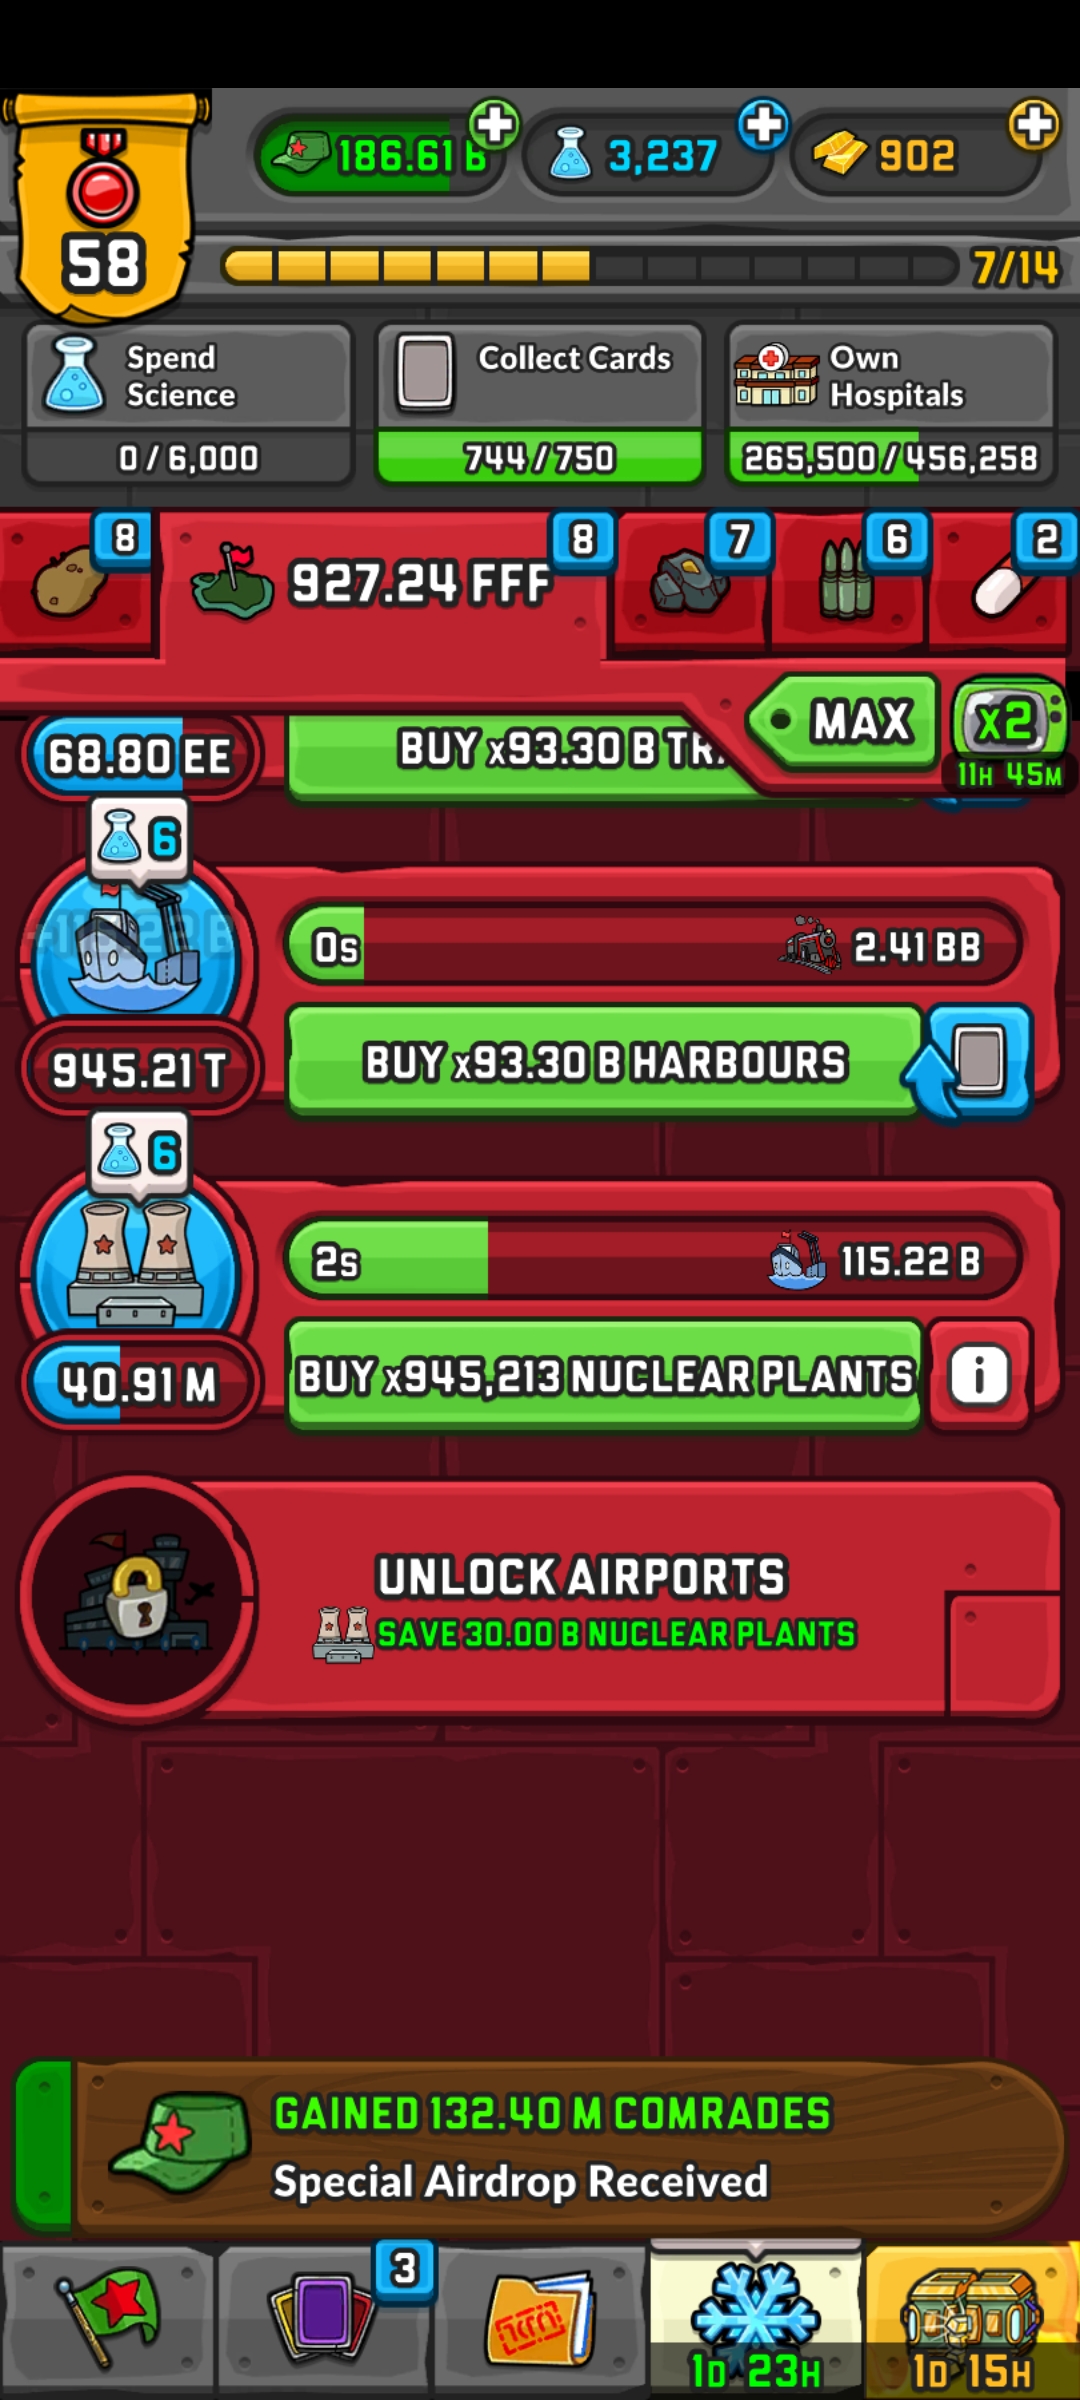 186.61 B
3,237
902
58
7/14
Spend
Science
0 / 6,000
Collect Cards
744 / 750
Own
Hospitals
265,500 / 456,258
8
927.24 FFF
8
7
6
2
MAX
x2
11H 45M
68.80 EE
BUY x93.30 B
6
0s
2.41 BB
945.21 T
BUY x93.30 B HARBOURS
6
2s
115.22 B
40.91 M
BUY x945,213 NUCLEAR PLANTS
i
UNLOCK AIRPORTS
SAVE 30.00 B NUCLEAR PLANTS
GAINED 132.40 M COMRADES
Special Airdrop Received
3
1D 23H
1D 15H